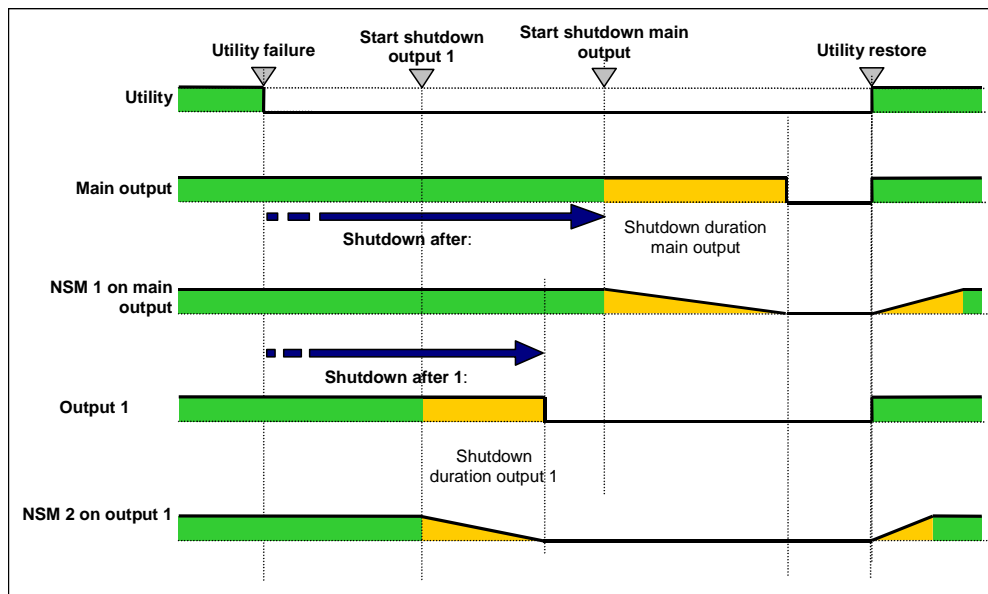 Utility failure
Start shutdown
output 1
Start shutdown main
output
Utility restore
Utility
Main output
Shutdown after:
Shutdown duration
main output
NSM 1 on main
output
Shutdown after 1:
Output 1
Shutdown
duration output 1
NSM 2 on output 1